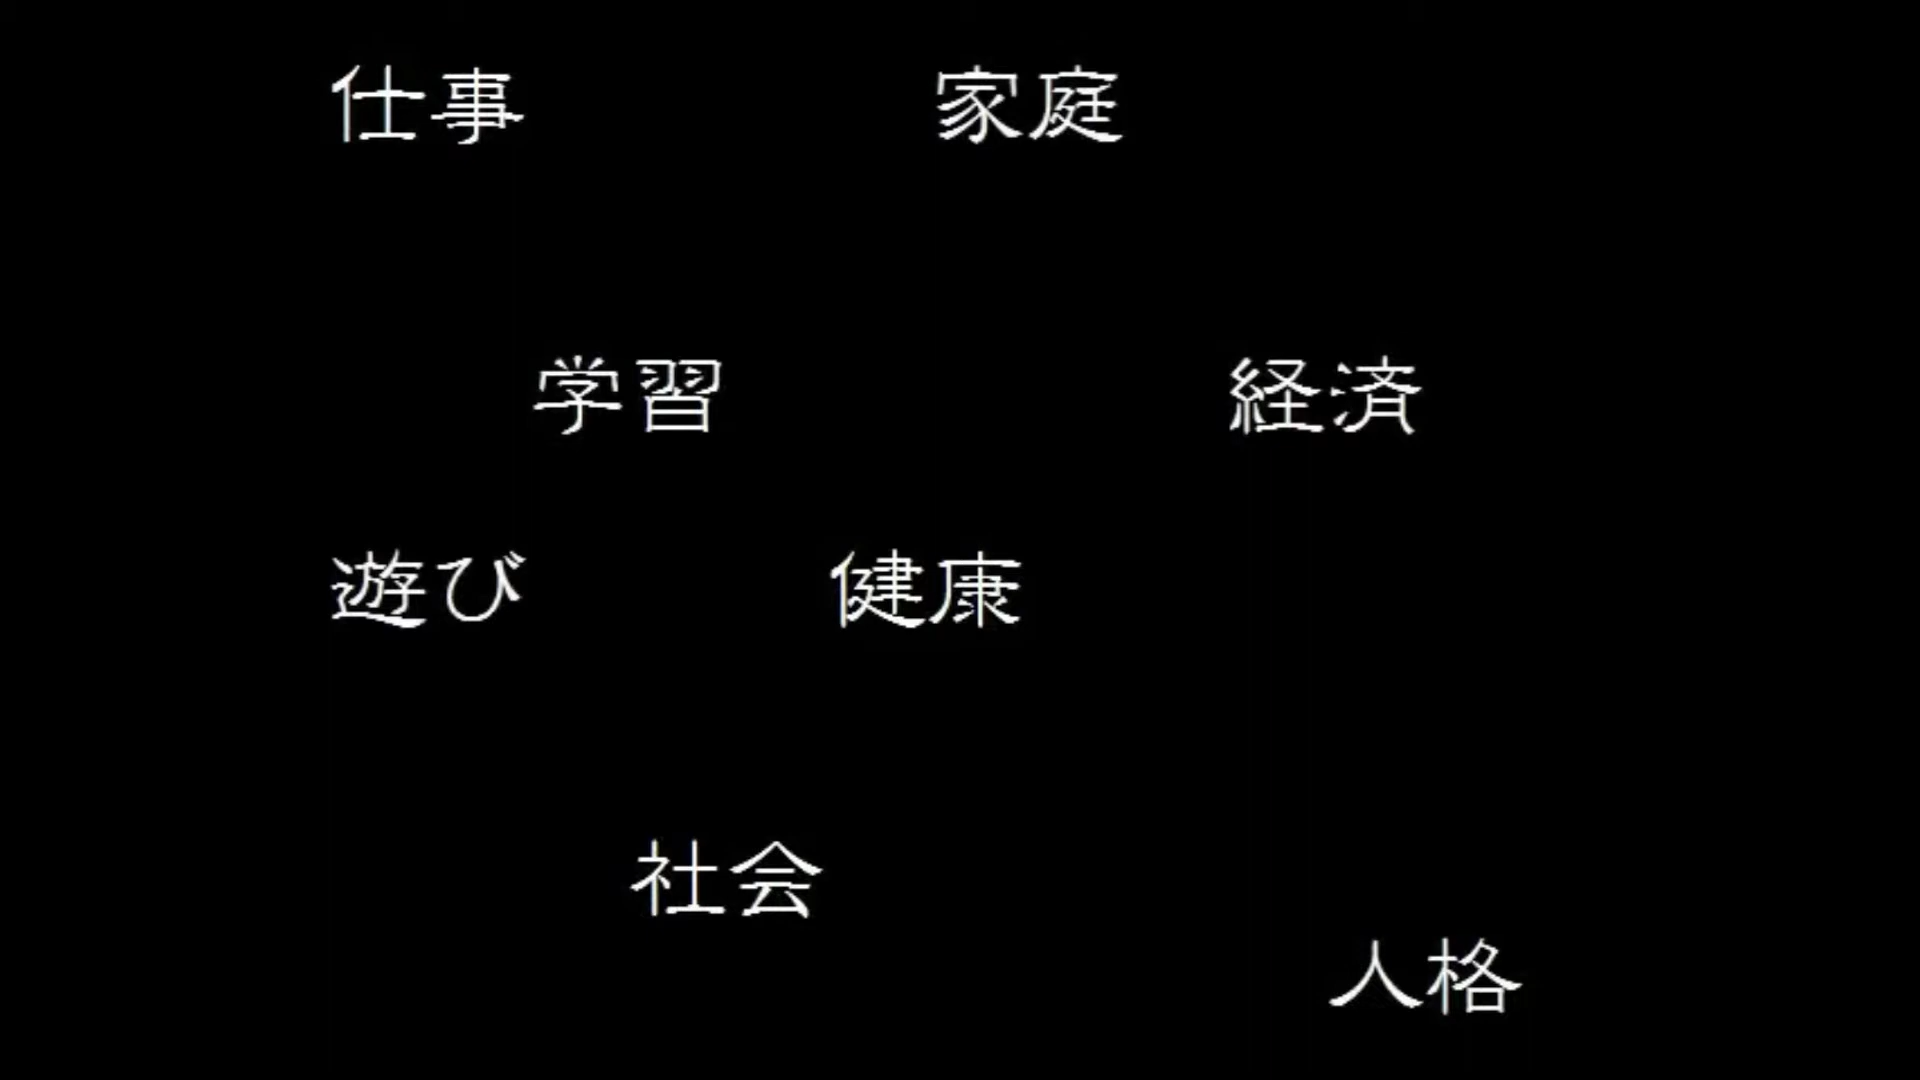 仕事 家庭
学習 経済
遊び 健康
社会
人格